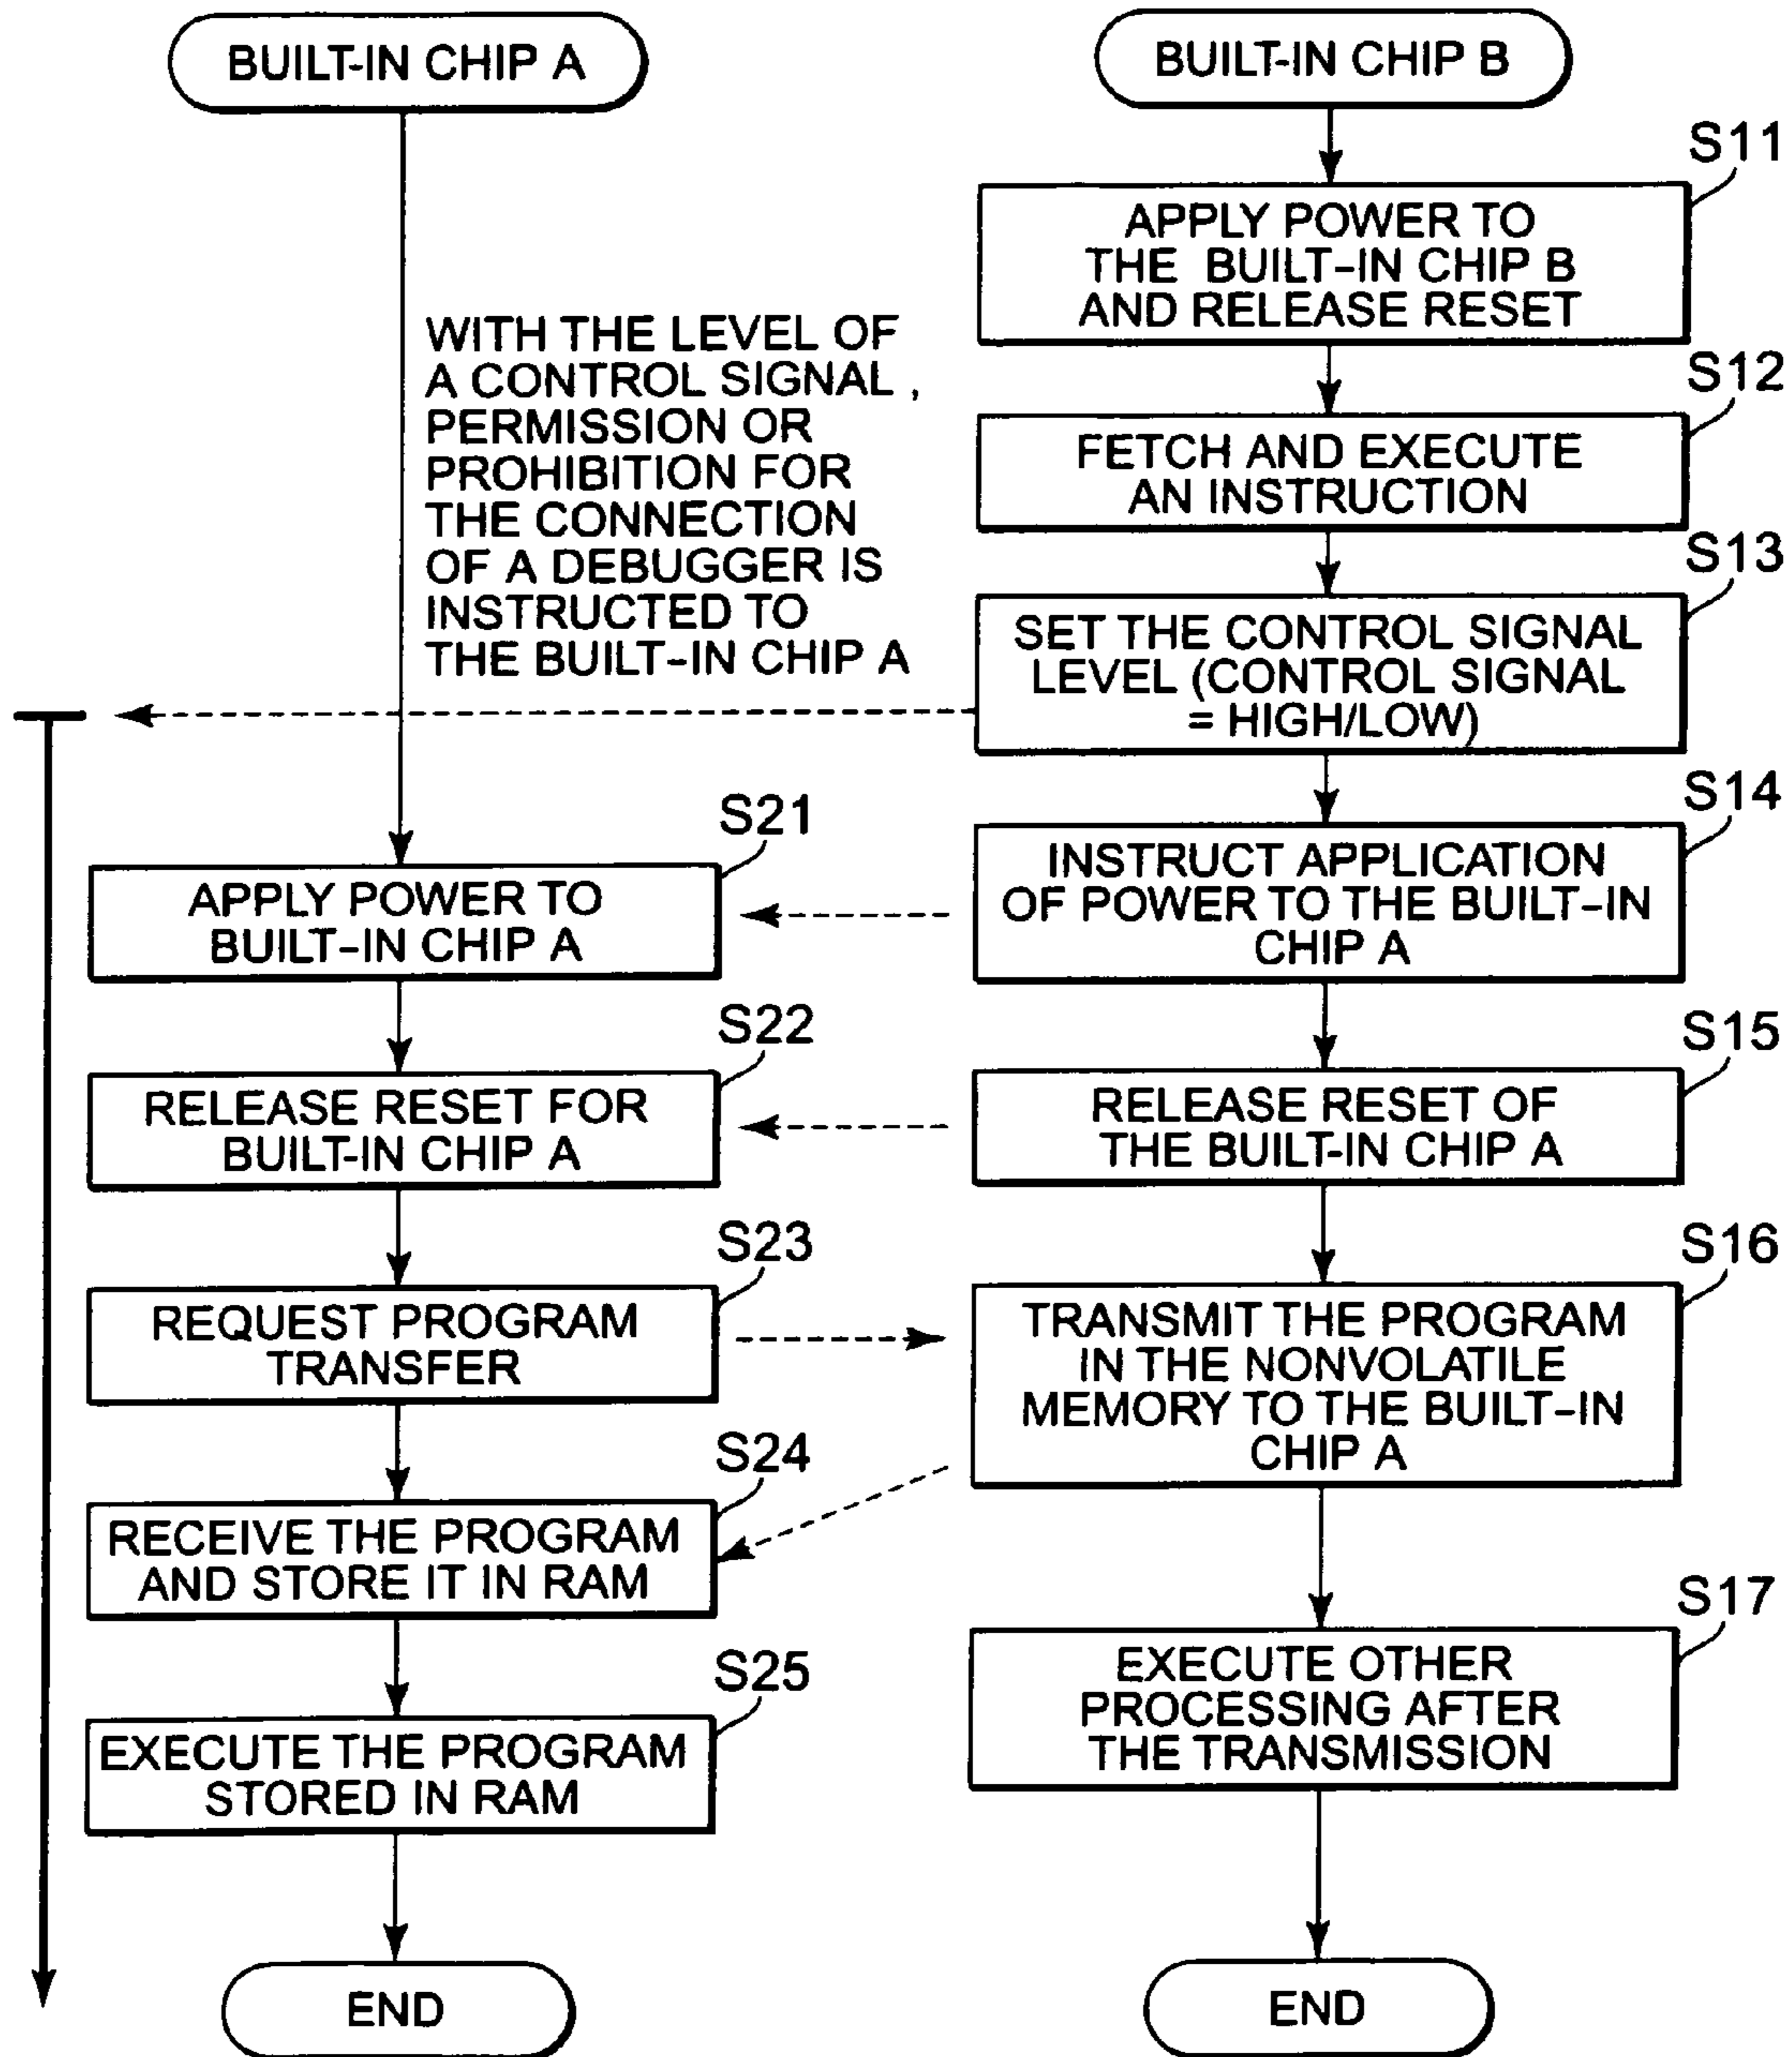 BUILT-IN CHIP A
BUILT-IN CHIP B
S11
APPLY POWER TO
THE BUILT-IN CHIP B
AND RELEASE RESET
WITH THE LEVEL OF
A CONTROL SIGNAL ,
PERMISSION OR
PROHIBITION FOR
THE CONNECTION
OF A DEBUGGER IS
INSTRUCTED TO
THE BUILT-IN CHIP A
S12
FETCH AND EXECUTE
AN INSTRUCTION
S13
SET THE CONTROL SIGNAL
LEVEL (CONTROL SIGNAL
= HIGH/LOW)
S21
APPLY POWER TO
BUILT-IN CHIP A
S14
INSTRUCT APPLICATION
OF POWER TO THE BUILT-IN
CHIP A
S22
RELEASE RESET FOR
BUILT-IN CHIP A
S15
RELEASE RESET OF
THE BUILT-IN CHIP A
S23
REQUEST PROGRAM
TRANSFER
S16
TRANSMIT THE PROGRAM
IN THE NONVOLATILE
MEMORY TO THE BUILT-IN
CHIP A
S24
RECEIVE THE PROGRAM
AND STORE IT IN RAM
S17
EXECUTE OTHER
PROCESSING AFTER
THE TRANSMISSION
S25
EXECUTE THE PROGRAM
STORED IN RAM
END
END